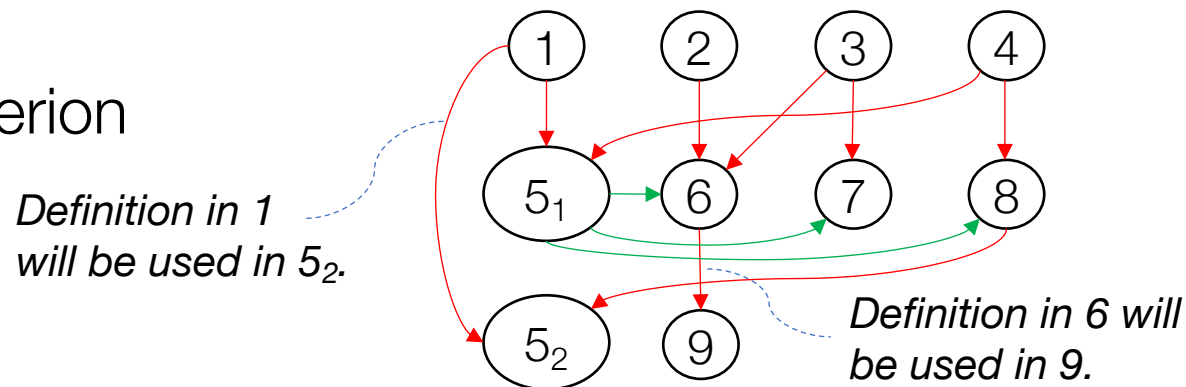 1 2 3 4
erion
Definition in 1
will be used in 5₂.
5₁ 6 7 8
5₂ 9
Definition in 6 will
be used in 9.